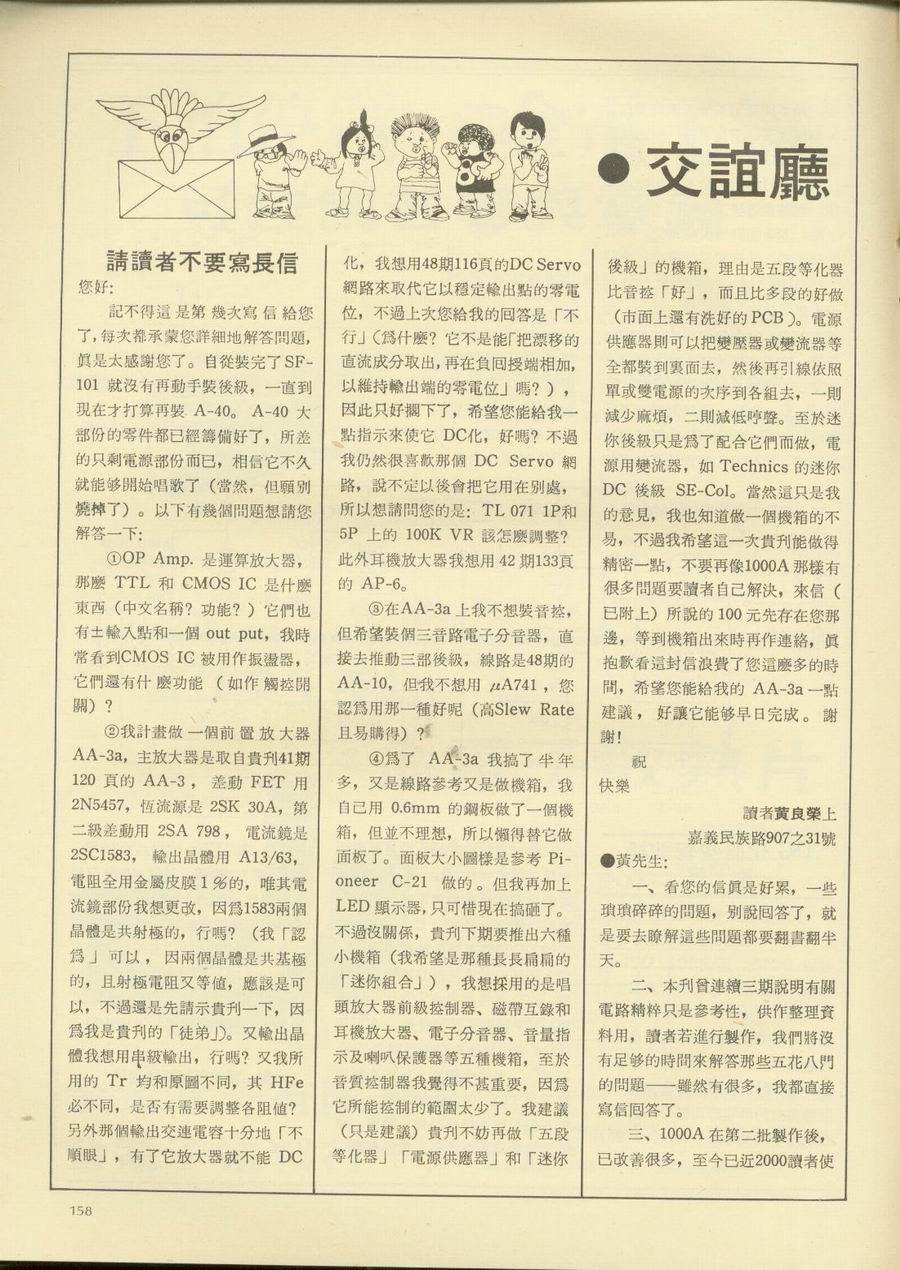 ●交誼廳
請讀者不要寫長信
您好:
記不得這是第幾次寫信給您
了,每次都承蒙您詳細地解答問題,
眞是太感謝您了。自從裝完了SF-
101 就沒有再動手裝後級，一直到
現在才打算再裝 A-40。 A-40 大
部份的零件都已經籌備好了，所差
的只剩電源部份而已，相信它不久
就能够開始唱歌了（當然，但願別
燒掉了）。以下有幾個問題想請您
解答一下:
①OP Amp. 是運算放大器，
那麽 TTL 和 CMOS IC 是什麽
東西（中文名稱？功能？）它們也
有±輸入點和一個 out put，我時
常看到CMOS IC 被用作振盪器，
它們還有什麽功能（如作觸控開
關）？
②我計畫做一個前置放大器
AA-3a，主放大器是取自貴刋41期
120 頁的 AA-3，差動 FET 用
2N5457，恆流源是 2SK 30A，第
二級差動用 2SA 798，電流鏡是
2SC1583，輸出晶體用 A13/63，
電阻全用金屬皮膜1%的，唯其電
流鏡部份我想更改，因爲1583兩個
晶體是共射極的，行嗎？（我「認
爲」可以，因兩個晶體是共基極
的，且射極電阻又等値，應該是可
以，不過還是先請示貴刋一下，因
爲我是貴刋的「徒弟」)。又輸出晶
體我想用串級輸出，行嗎？又我所
用的 Tr 均和原圖不同，其 HFe
必不同，是否有需要調整各阻値？
另外那個輸出交連電容十分地「不
順眼」，有了它放大器就不能 DC
化，我想用48期116頁的DC Servo
網路來取代它以穩定輸出點的零電
位，不過上次您給我的回答是「不
行」（爲什麽？它不是能「把漂移的
直流成分取出,再在負回授端相加,
以維持輸出端的零電位」嗎？），
因此只好擱下了，希望您能給我一
點指示來使它 DC化，好嗎？不過
我仍然很喜歡那個 DC Servo 網
路，說不定以後會把它用在別處，
所以想請問您的是: TL 071 1P和
5P 上的 100K VR 該怎麽調整？
此外耳機放大器我想用 42 期133頁
的 AP-6。
③在AA-3a 上我不想裝音控，
但希望裝個三音路電子分音器，直
接去推動三部後級，線路是48期的
AA-10，但我不想用 μA741，您
認爲用那一種好呢（高Slew Rate
且易購得）？
④爲了 AA-3a 我搞了半年
多，又是線路參考又是做機箱，我
自己用 0.6mm 的鋼板做了一個機
箱，但並不理想，所以懶得替它做
面板了。面板大小圖樣是參考 Pi-
oneer C-21 做的。但我再加上
LED 顯示器,只可惜現在搞砸了。
不過沒關係，貴刋下期要推出六種
小機箱（我希望是那種長長扁扁的
「迷你組合」），我想採用的是唱
頭放大器前級控制器、磁帶互錄和
耳機放大器、電子分音器、音量指
示及喇叭保護器等五種機箱，至於
音質控制器我覺得不甚重要，因爲
它所能控制的範圍太少了。我建議
（只是建議）貴刋不妨再做「五段
等化器」「電源供應器」和「迷你
後級」的機箱，理由是五段等化器
比音控「好」，而且比多段的好做
（市面上還有洗好的PCB）。電源
供應器則可以把變壓器或變流器等
全都裝到裏面去，然後再引線依照
單或雙電源的次序到各組去，一則
減少麻煩，二則減低哼聲。至於迷
你後級只是爲了配合它們而做，電
源用變流器，如 Technics 的迷你
DC 後級 SE-Col。當然這只是我
的意見，我也知道做一個機箱的不
易，不過我希望這一次貴刋能做得
精密一點，不要再像1000A那樣有
很多問題要讀者自己解決，來信（
已附上）所說的 100 元先存在您那
邊，等到機箱出來時再作連絡，眞
抱歉看這封信浪費了您這麽多的時
間，希望您能給我的 AA-3a 一點
建議，好讓它能够早日完成。謝
謝！
祝
快樂
讀者黄良榮上
嘉義民族路907之31號
●黃先生:
一、看您的信眞是好累，一些
瑣瑣碎碎的問題，別說回答了，就
是要去瞭解這些問題都要翻書翻半
天。
二、本刋曾連續三期說明有關
電路精粹只是參考性，供作整理資
料用，讀者若進行製作，我們將沒
有足够的時間來解答那些五花八門
的問題——雖然有很多，我都直接
寫信回答了。
三、1000A 在第二批製作後，
已改善很多，至今已近2000讀者使
158